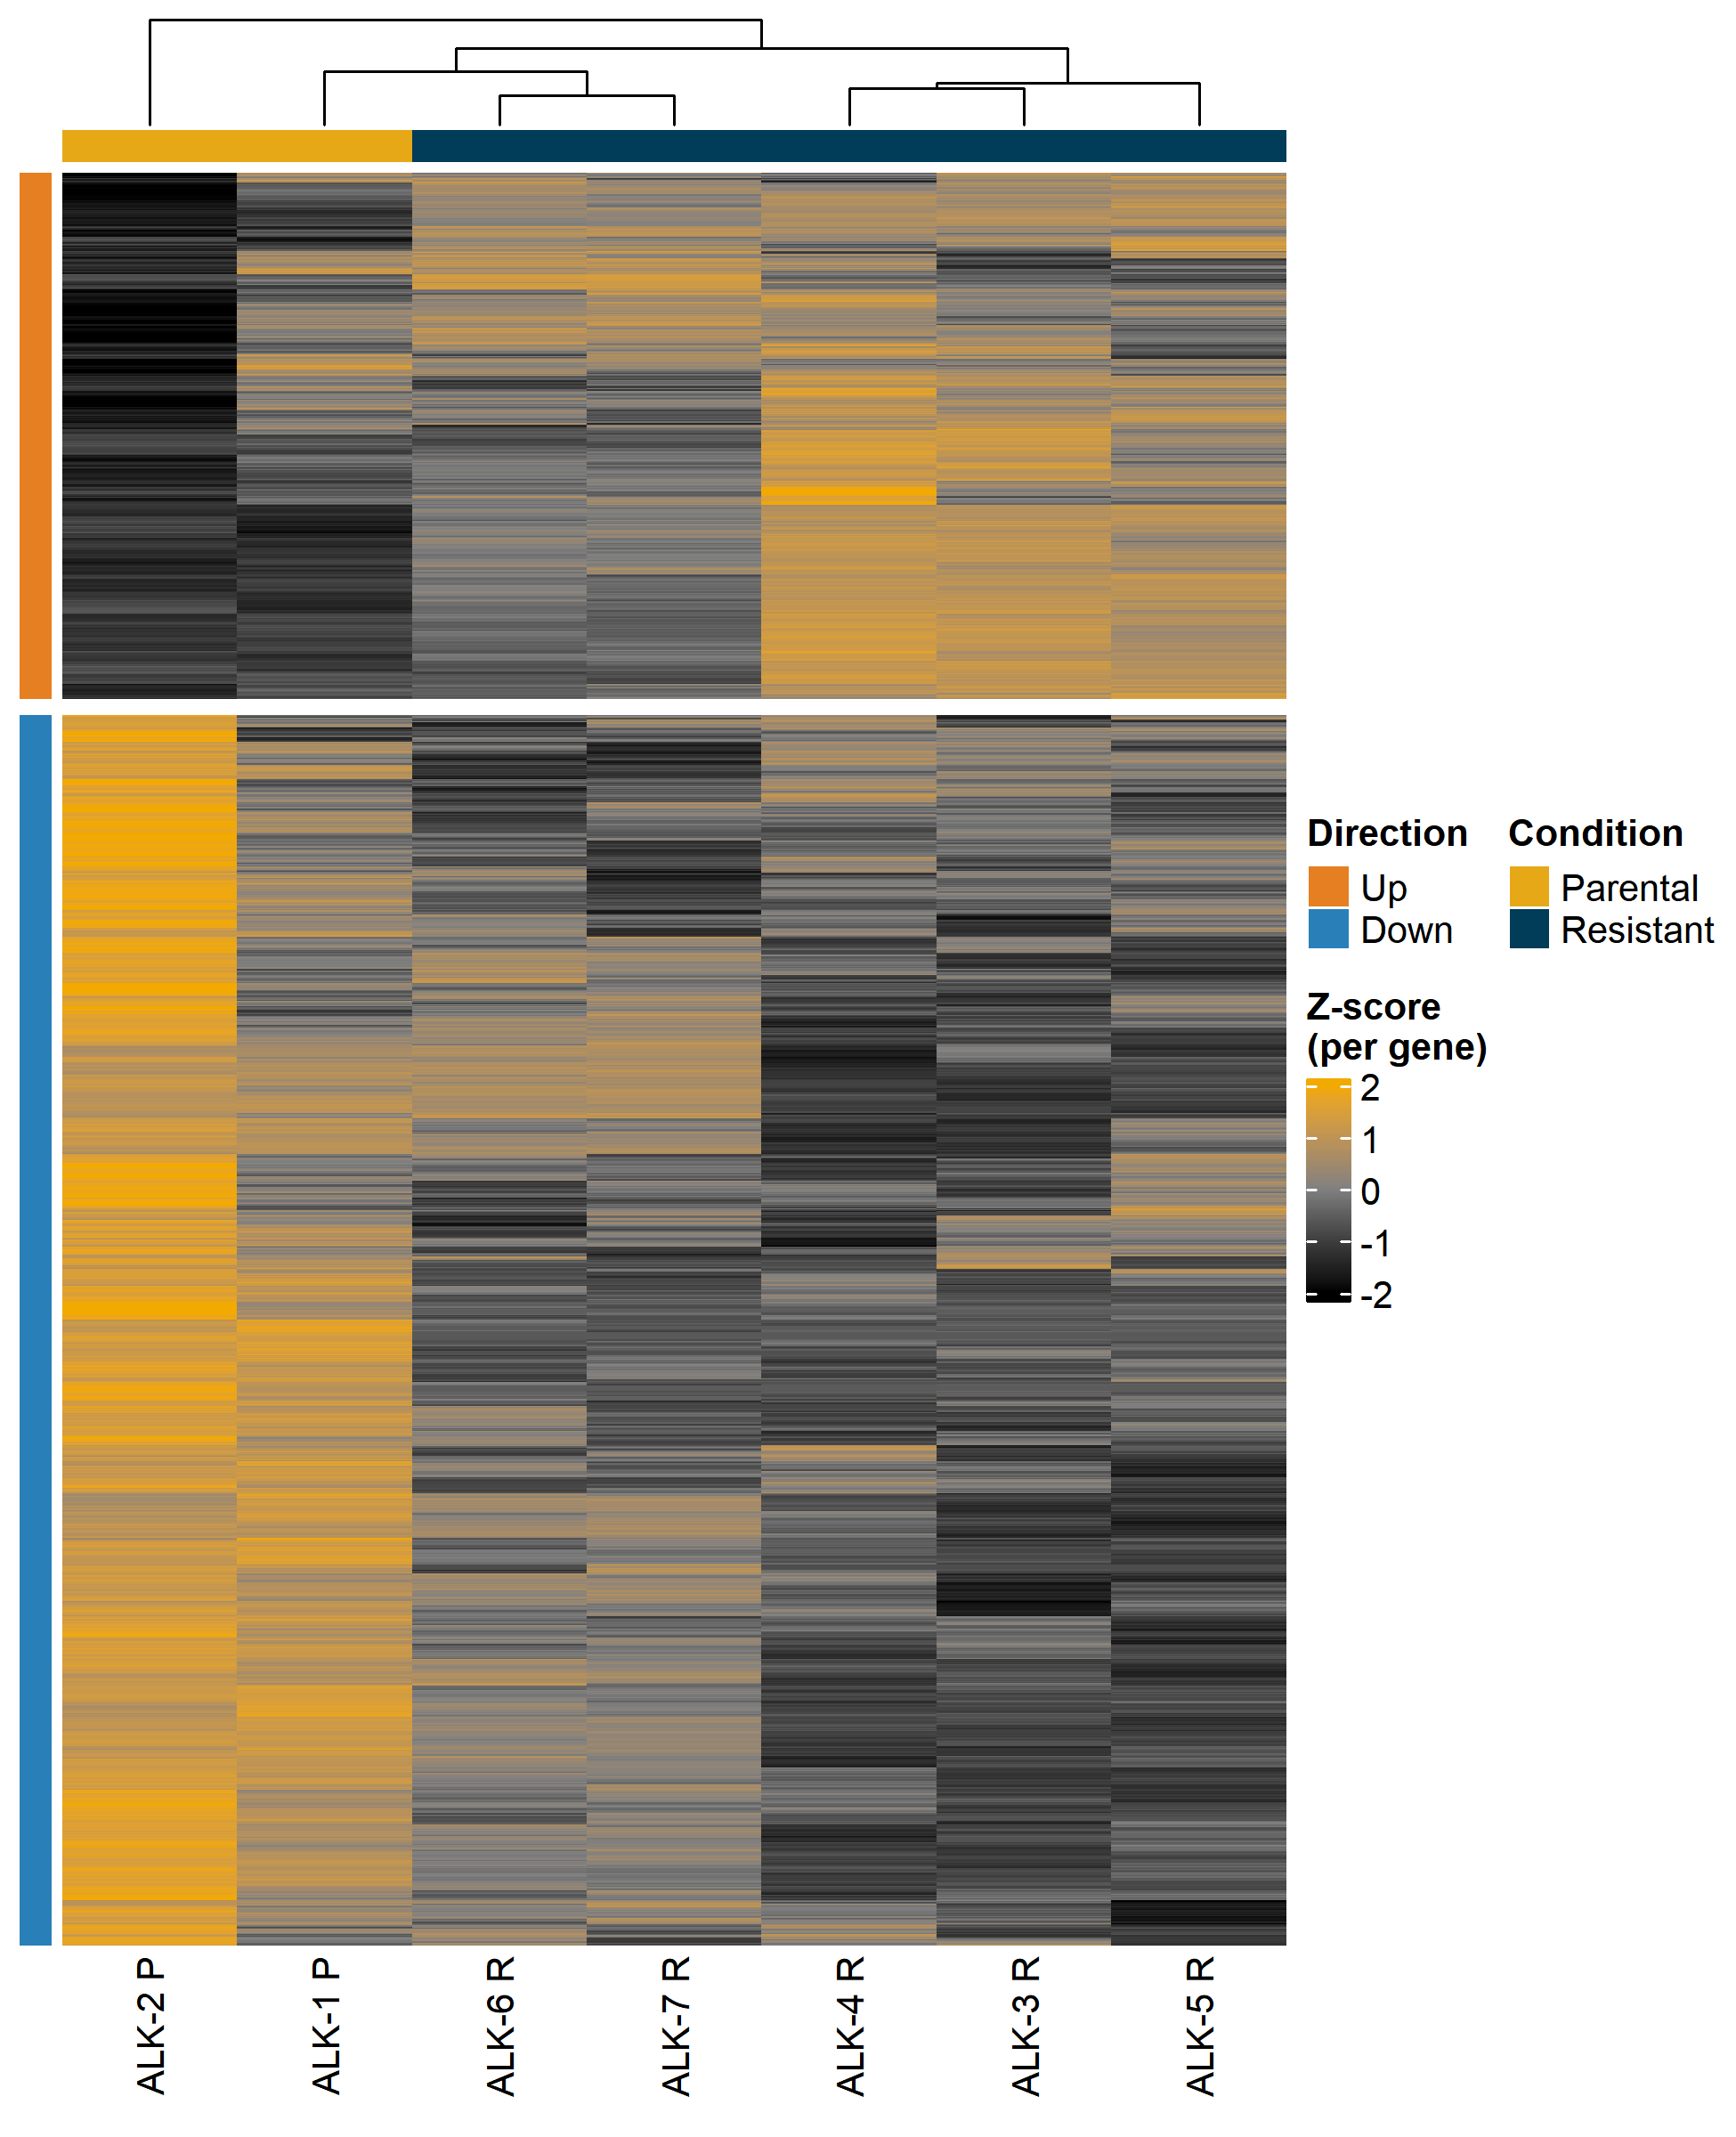 Direction
Up
Down
Condition
Parental
Resistant
Z-score
(per gene)
2
1
0
-1
-2
ALK-2 P
ALK-1 P
ALK-6 R
ALK-7 R
ALK-4 R
ALK-3 R
ALK-5 R